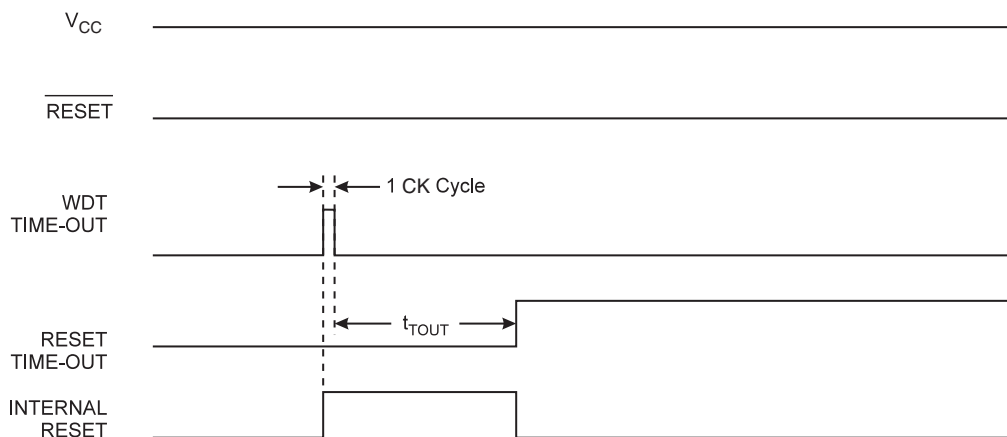 VCC
RESET
1 CK Cycle
WDT
TIME-OUT
tTOUT
RESET
TIME-OUT
INTERNAL
RESET